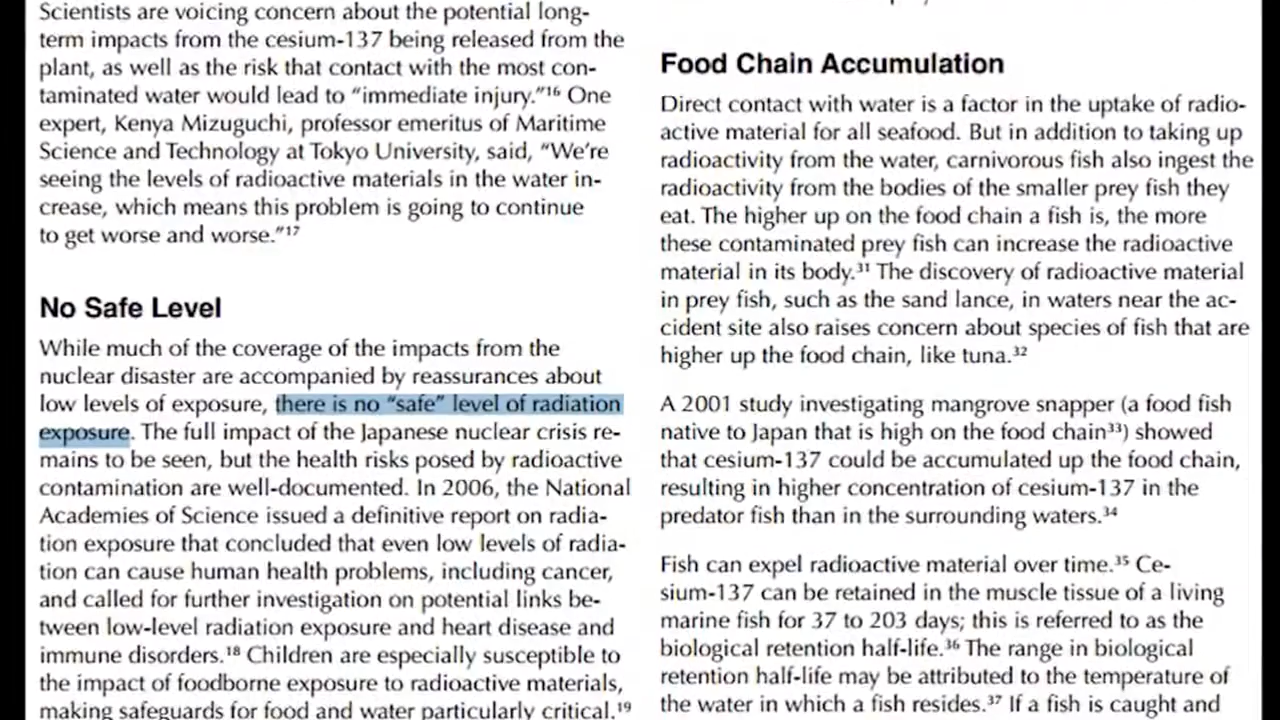 Scientists are voicing concern about the potential long-
term impacts from the cesium-137 being released from the
plant, as well as the risk that contact with the most con-
taminated water would lead to “immediate injury.”¹⁶ One
expert, Kenya Mizuguchi, professor emeritus of Maritime
Science and Technology at Tokyo University, said, “We’re
seeing the levels of radioactive materials in the water in-
crease, which means this problem is going to continue
to get worse and worse.”¹⁷
No Safe Level
While much of the coverage of the impacts from the
nuclear disaster are accompanied by reassurances about
low levels of exposure, there is no “safe” level of radiation
exposure. The full impact of the Japanese nuclear crisis re-
mains to be seen, but the health risks posed by radioactive
contamination are well-documented. In 2006, the National
Academies of Science issued a definitive report on radia-
tion exposure that concluded that even low levels of radia-
tion can cause human health problems, including cancer,
and called for further investigation on potential links be-
tween low-level radiation exposure and heart disease and
immune disorders.¹⁸ Children are especially susceptible to
the impact of foodborne exposure to radioactive materials,
making safeguards for food and water particularly critical.¹⁹
Food Chain Accumulation
Direct contact with water is a factor in the uptake of radio-
active material for all seafood. But in addition to taking up
radioactivity from the water, carnivorous fish also ingest the
radioactivity from the bodies of the smaller prey fish they
eat. The higher up on the food chain a fish is, the more
these contaminated prey fish can increase the radioactive
material in its body.³¹ The discovery of radioactive material
in prey fish, such as the sand lance, in waters near the ac-
cident site also raises concern about species of fish that are
higher up the food chain, like tuna.³²
A 2001 study investigating mangrove snapper (a food fish
native to Japan that is high on the food chain³³) showed
that cesium-137 could be accumulated up the food chain,
resulting in higher concentration of cesium-137 in the
predator fish than in the surrounding waters.³⁴
Fish can expel radioactive material over time.³⁵ Ce-
sium-137 can be retained in the muscle tissue of a living
marine fish for 37 to 203 days; this is referred to as the
biological retention half-life.³⁶ The range in biological
retention half-life may be attributed to the temperature of
the water in which a fish resides.³⁷ If a fish is caught and